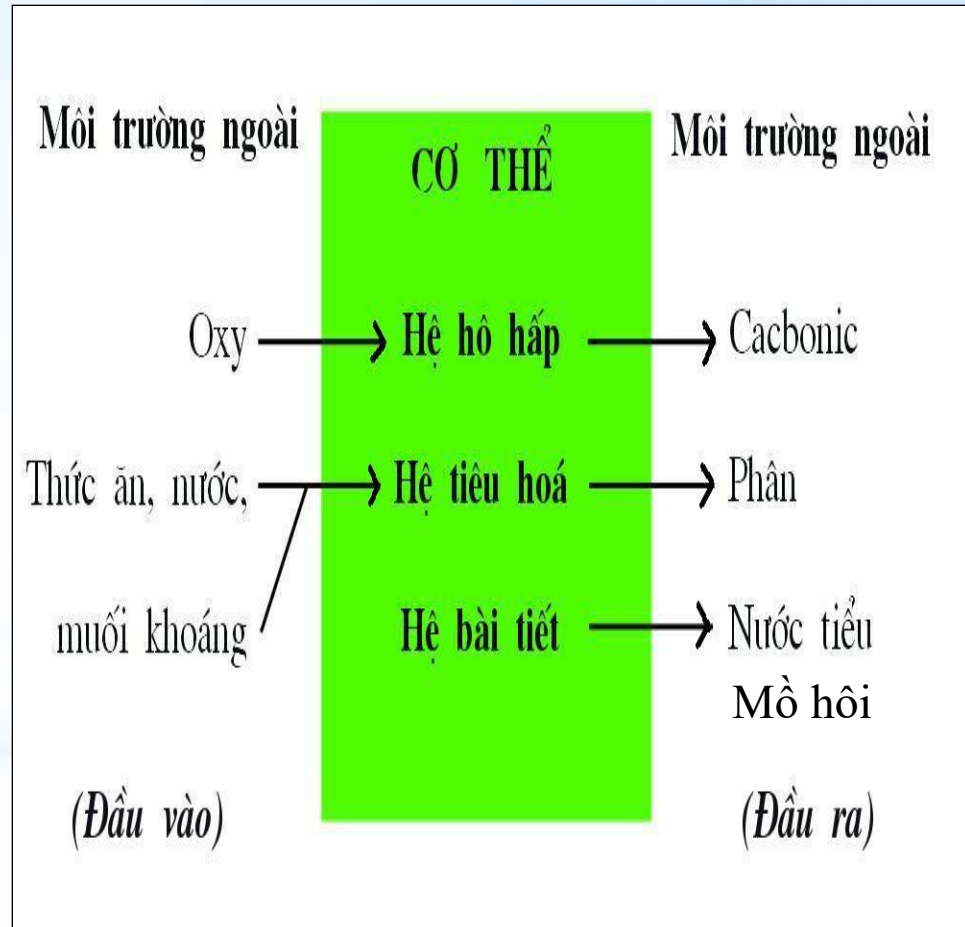 Môi trường ngoài
CƠ THỂ
Môi trường ngoài
Oxy
Hệ hô hấp
Cacbonic
Thức ăn, nước,
Hệ tiêu hoá
Phân
muối khoáng
Hệ bài tiết
Nước tiểu
Mồ hôi
(Đầu vào)
(Đầu ra)